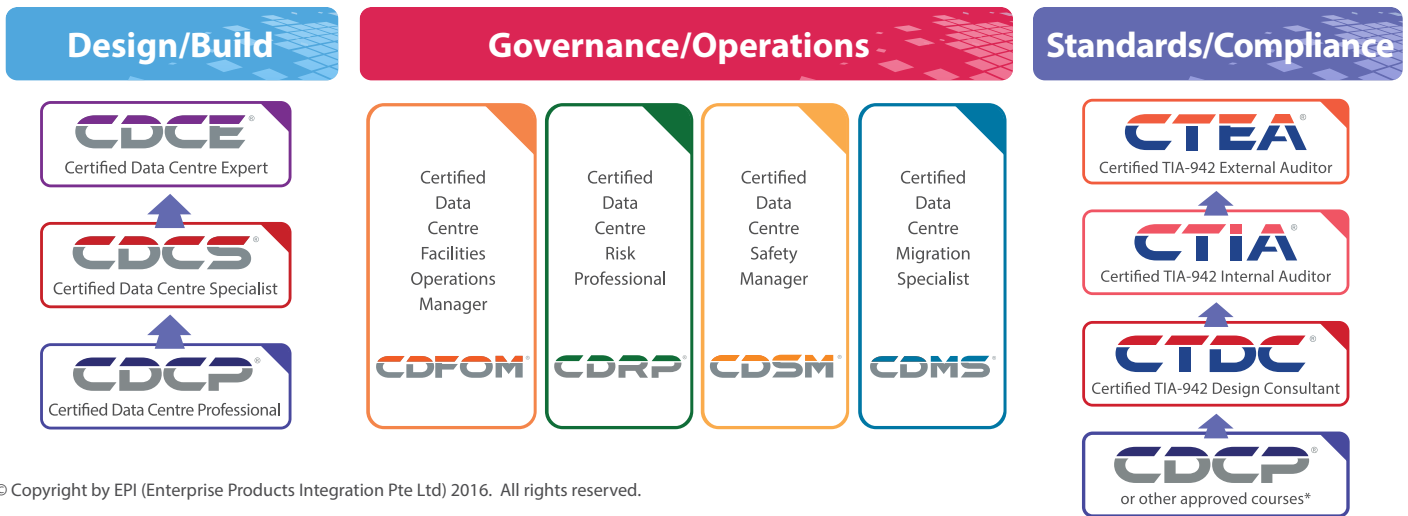 Design/Build
CDCE®
Certified Data Centre Expert
CDCS®
Certified Data Centre Specialist
CDCP®
Certified Data Centre Professional
Governance/Operations
Certified
Data
Centre
Facilities
Operations
Manager
CDFOM®
Certified
Data
Centre
Risk
Professional
CDRP®
Certified
Data
Centre
Safety
Manager
CDSM®
Certified
Data
Centre
Migration
Specialist
CDMS®
Standards/Compliance
CTEA®
Certified TIA-942 External Auditor
CTIA®
Certified TIA-942 Internal Auditor
CTDC®
Certified TIA-942 Design Consultant
CDCP®
or other approved courses*
© Copyright by EPI (Enterprise Products Integration Pte Ltd) 2016. All rights reserved.